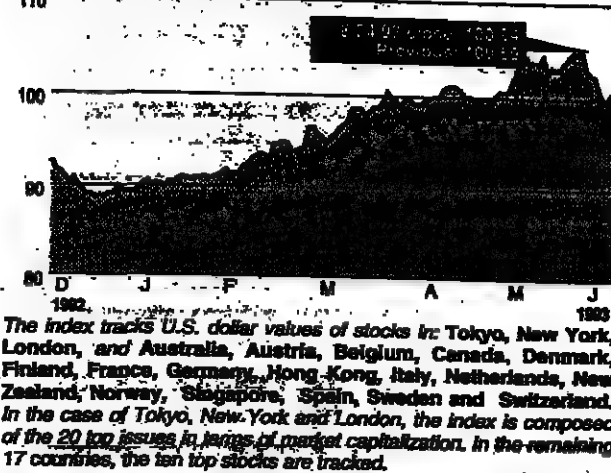 110
100
90
80
D J F M A M J
1992 1993
The index tracks U.S. dollar values of stocks in: Tokyo, New York,
London, and Australia, Austria, Belgium, Canada, Denmark,
Finland, France, Germany, Hong Kong, Italy, Netherlands, New
Zealand, Norway, Singapore, Spain, Sweden and Switzerland.
In the case of Tokyo, New York and London, the index is composed
of the 20 top issues in terms of market capitalization. In the remaining
17 countries, the ten top stocks are tracked.